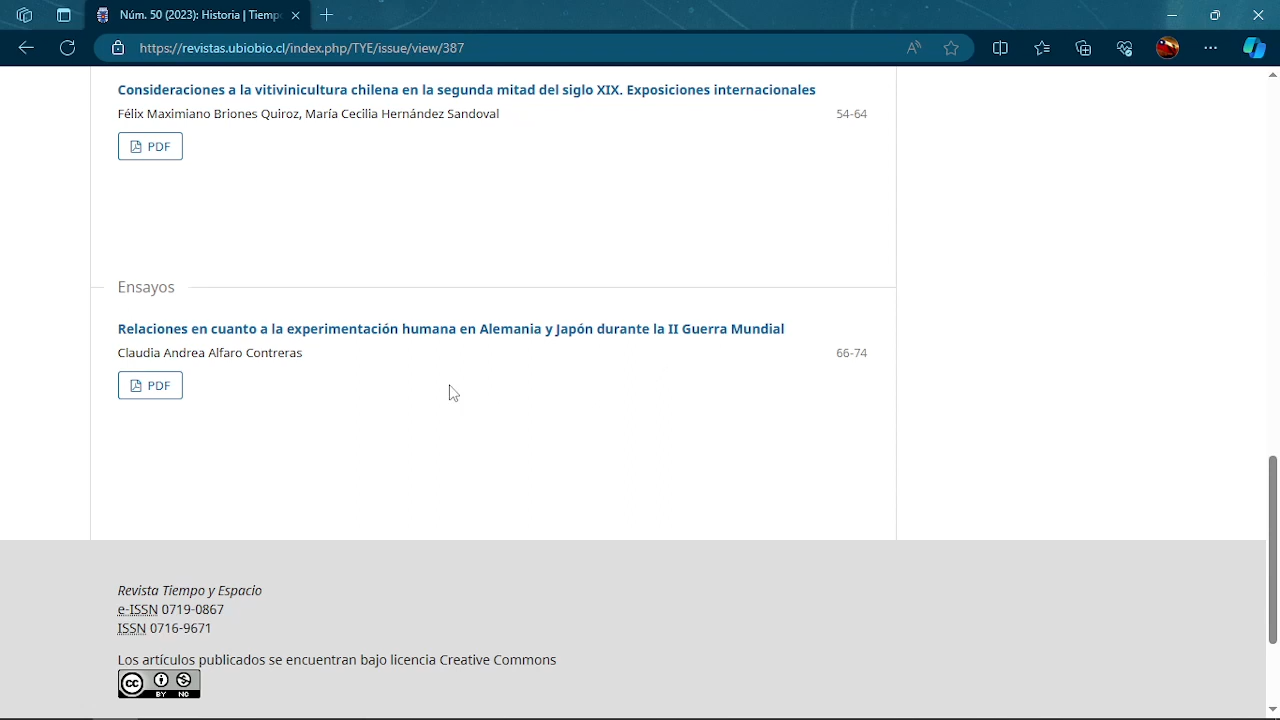 Núm. 50 (2023): Historia | Tiemp
https://revistas.ubiobio.cl/index.php/TYE/issue/view/387
Consideraciones a la vitivinicultura chilena en la segunda mitad del siglo XIX. Exposiciones internacionales
Félix Maximiano Briones Quiroz, María Cecilia Hernández Sandoval 54-64
PDF
Ensayos
Relaciones en cuanto a la experimentación humana en Alemania y Japón durante la II Guerra Mundial
Claudia Andrea Alfaro Contreras 66-74
PDF
Revista Tiempo y Espacio
e-ISSN 0719-0867
ISSN 0716-9671
Los artículos publicados se encuentran bajo licencia Creative Commons
cc BY NC